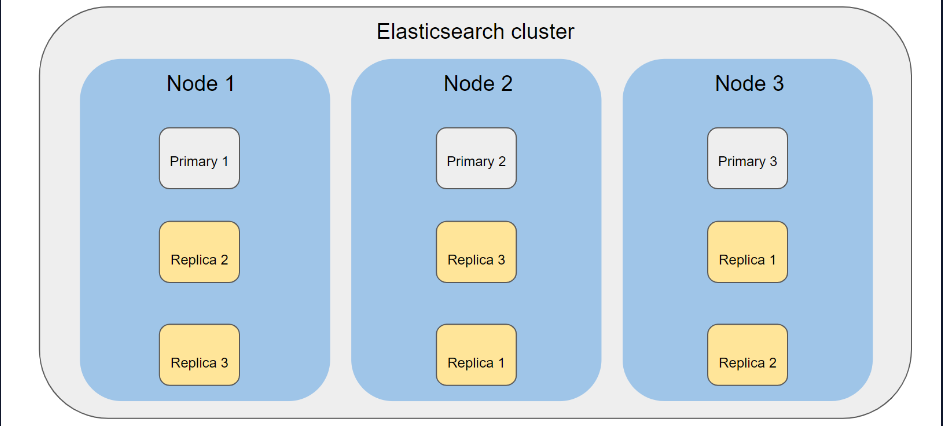 Elasticsearch cluster
Node 1
Primary 1
Replica 2
Replica 3
Node 2
Primary 2
Replica 3
Replica 1
Node 3
Primary 3
Replica 1
Replica 2